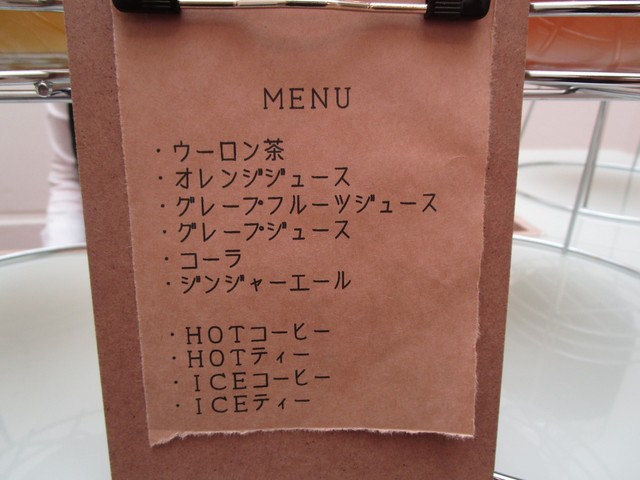 MENU
・ウーロン茶
・オレンジジュース
・グレープフルーツジュース
・グレープジュース
・コーラ
・ジンジャーエール
・HOTコーヒー
・HOTティー
・ICEコーヒー
・ICEティー